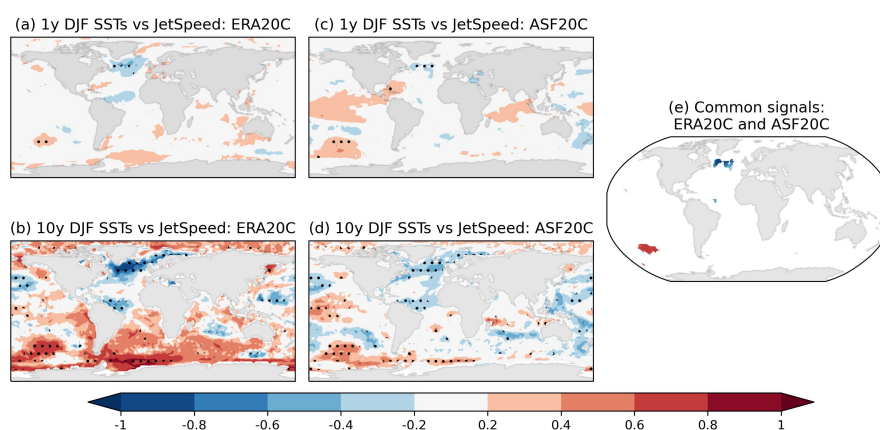 (a) 1y DJF SSTs vs JetSpeed: ERA20C
(c) 1y DJF SSTs vs JetSpeed: ASF20C
(e) Common signals:
ERA20C and ASF20C
(b) 10y DJF SSTs vs JetSpeed: ERA20C
(d) 10y DJF SSTs vs JetSpeed: ASF20C
-1 -0.8 -0.6 -0.4 -0.2 0.2 0.4 0.6 0.8 1